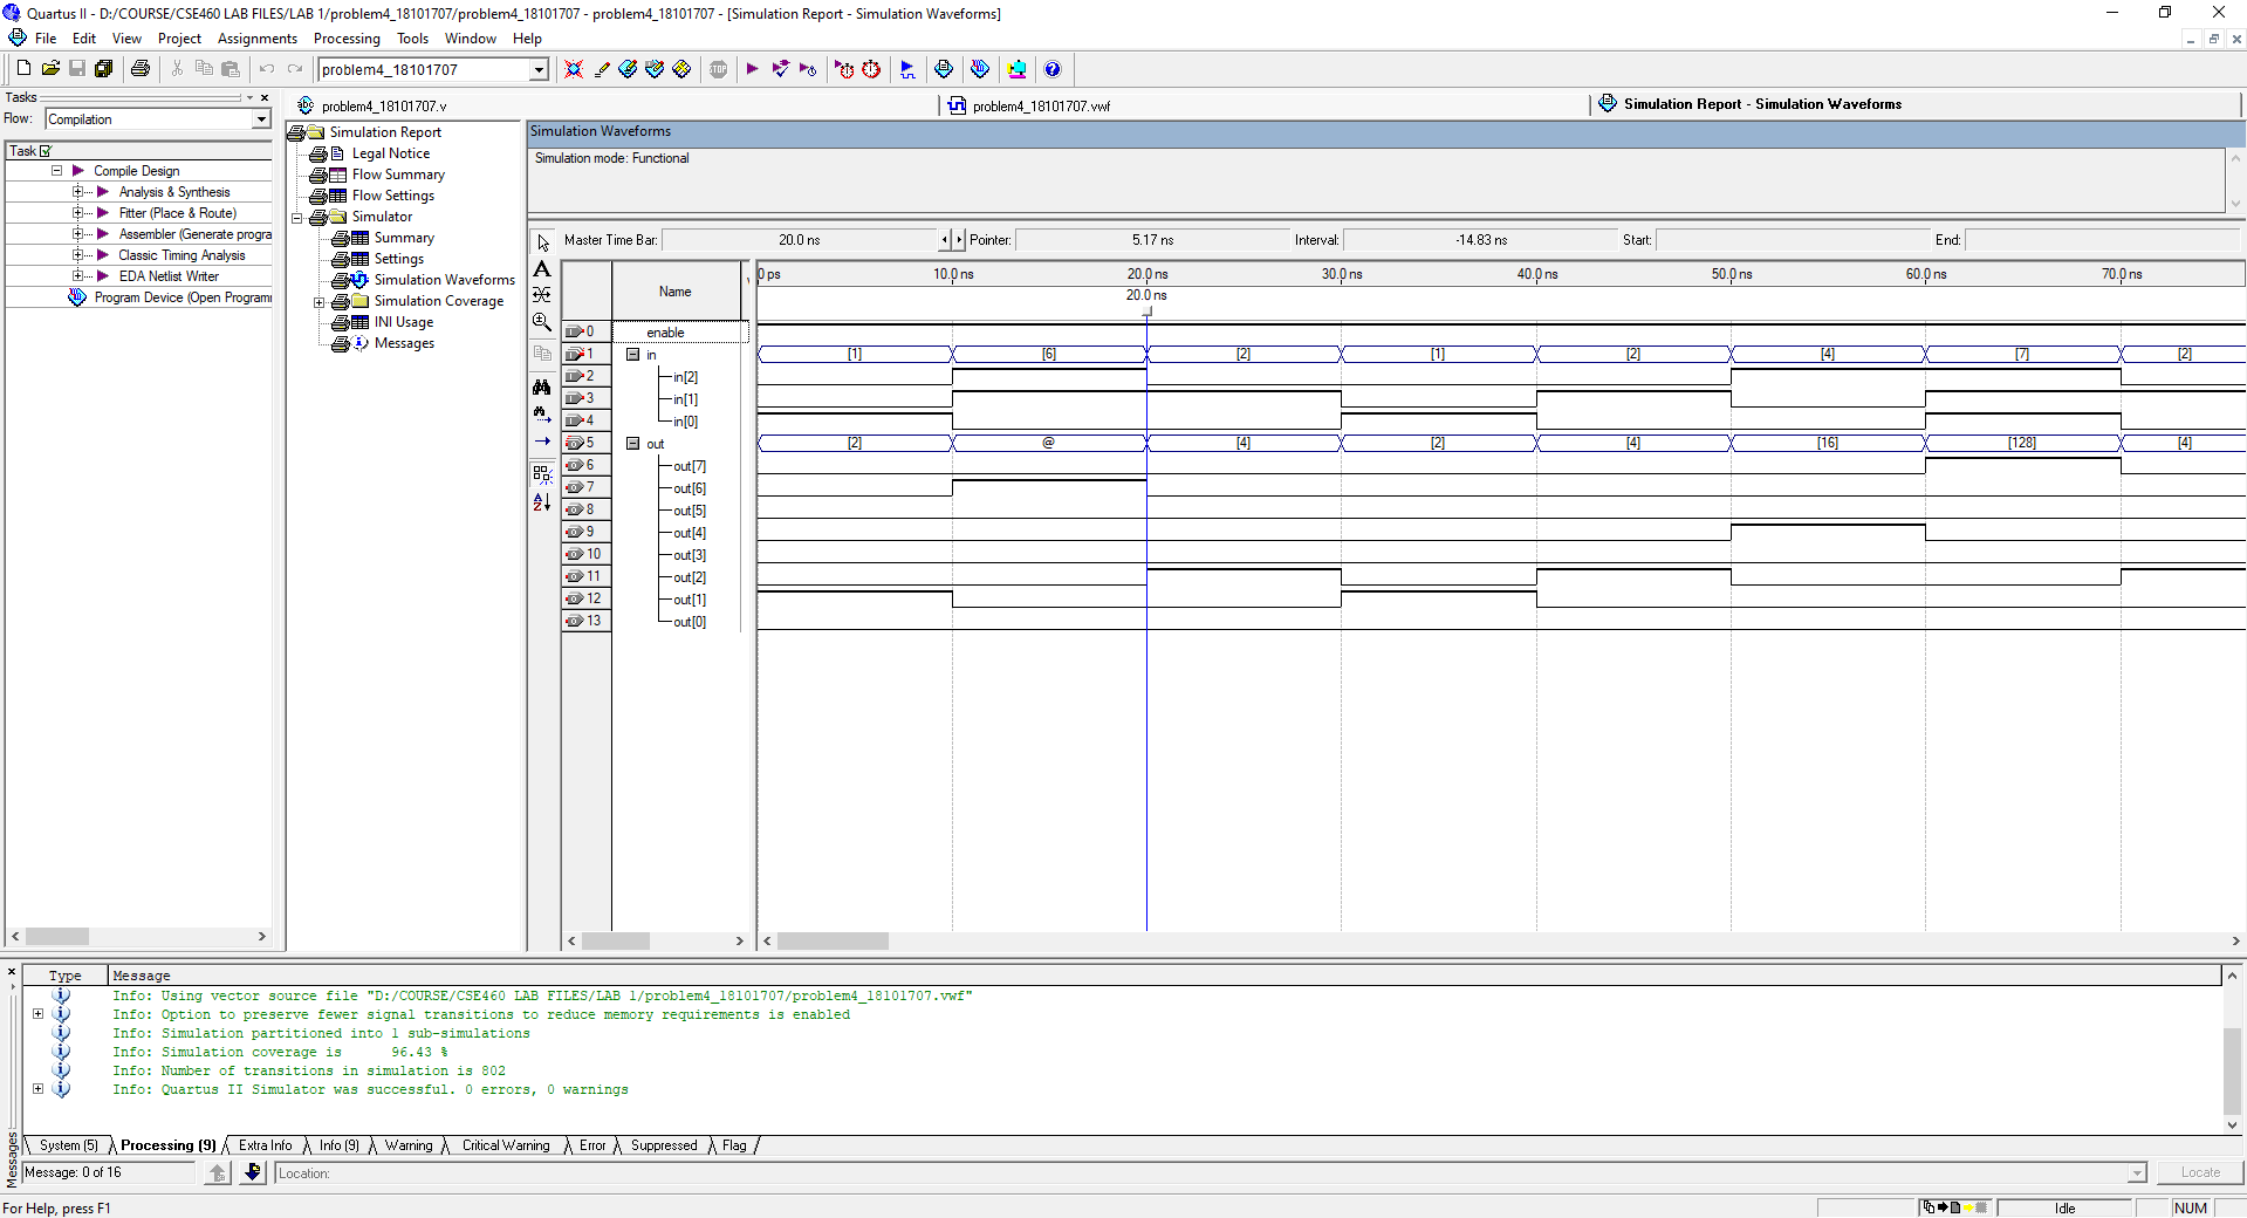 Quartus II - D:/COURSE/CSE460 LAB FILES/LAB 1/problem4_18101707/problem4_18101707 - problem4_18101707 - [Simulation Report - Simulation Waveforms]
File Edit View Project Assignments Processing Tools Window Help
problem4_18101707
Tasks
Flow: Compilation
Task
Compile Design
Analysis & Synthesis
Fitter (Place & Route)
Assembler (Generate progra
Classic Timing Analysis
EDA Netlist Writer
Program Device (Open Programm
problem4_18101707.v
problem4_18101707.vwf
Simulation Report - Simulation Waveforms
Simulation Report
Legal Notice
Flow Summary
Flow Settings
Simulator
Summary
Settings
Simulation Waveforms
Simulation Coverage
INI Usage
Messages
Simulation Waveforms
Simulation mode: Functional
Master Time Bar: 20.0 ns Pointer: 5.17 ns Interval: -14.83 ns Start: End:
Name
0 ps 10.0 ns 20.0 ns 30.0 ns 40.0 ns 50.0 ns 60.0 ns 70.0 ns
20.0 ns
0 enable
1 in [1] [6] [2] [1] [2] [4] [7] [2]
2 in[2]
3 in[1]
4 in[0]
5 out [2] @ [4] [2] [4] [16] [128] [4]
6 out[7]
7 out[6]
8 out[5]
9 out[4]
10 out[3]
11 out[2]
12 out[1]
13 out[0]
Type Message
Info: Using vector source file "D:/COURSE/CSE460 LAB FILES/LAB 1/problem4_18101707/problem4_18101707.vwf"
Info: Option to preserve fewer signal transitions to reduce memory requirements is enabled
Info: Simulation partitioned into 1 sub-simulations
Info: Simulation coverage is 96.43 %
Info: Number of transitions in simulation is 802
Info: Quartus II Simulator was successful. 0 errors, 0 warnings
System (5) Processing (9) Extra Info Info (9) Warning Critical Warning Error Suppressed Flag
Messages
Message: 0 of 16 Location: Locate
For Help, press F1 Idle NUM